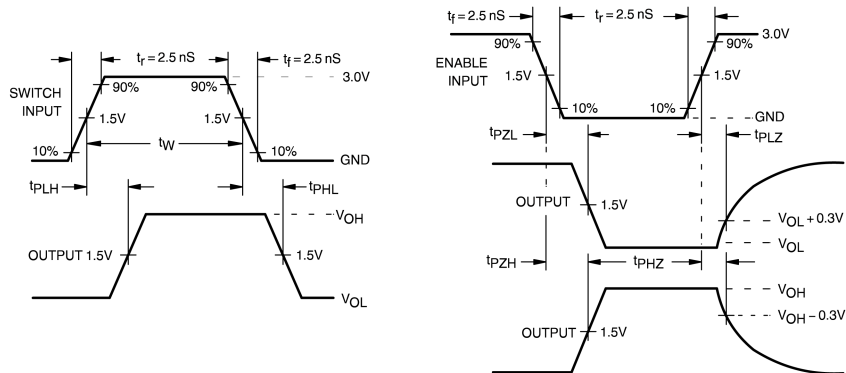 tr = 2.5 nS
tf = 2.5 nS
90%
90%
3.0V
SWITCH
INPUT
1.5V
1.5V
tW
10%
10%
GND
tPLH
tPHL
VOH
OUTPUT 1.5V
1.5V
VOL
tf = 2.5 nS
tr = 2.5 nS
3.0V
90%
90%
ENABLE
INPUT
1.5V
1.5V
10%
10%
GND
tPZL
tPLZ
OUTPUT
1.5V
VOL + 0.3V
VOL
tPZH
tPHZ
VOH
VOH – 0.3V
OUTPUT
1.5V